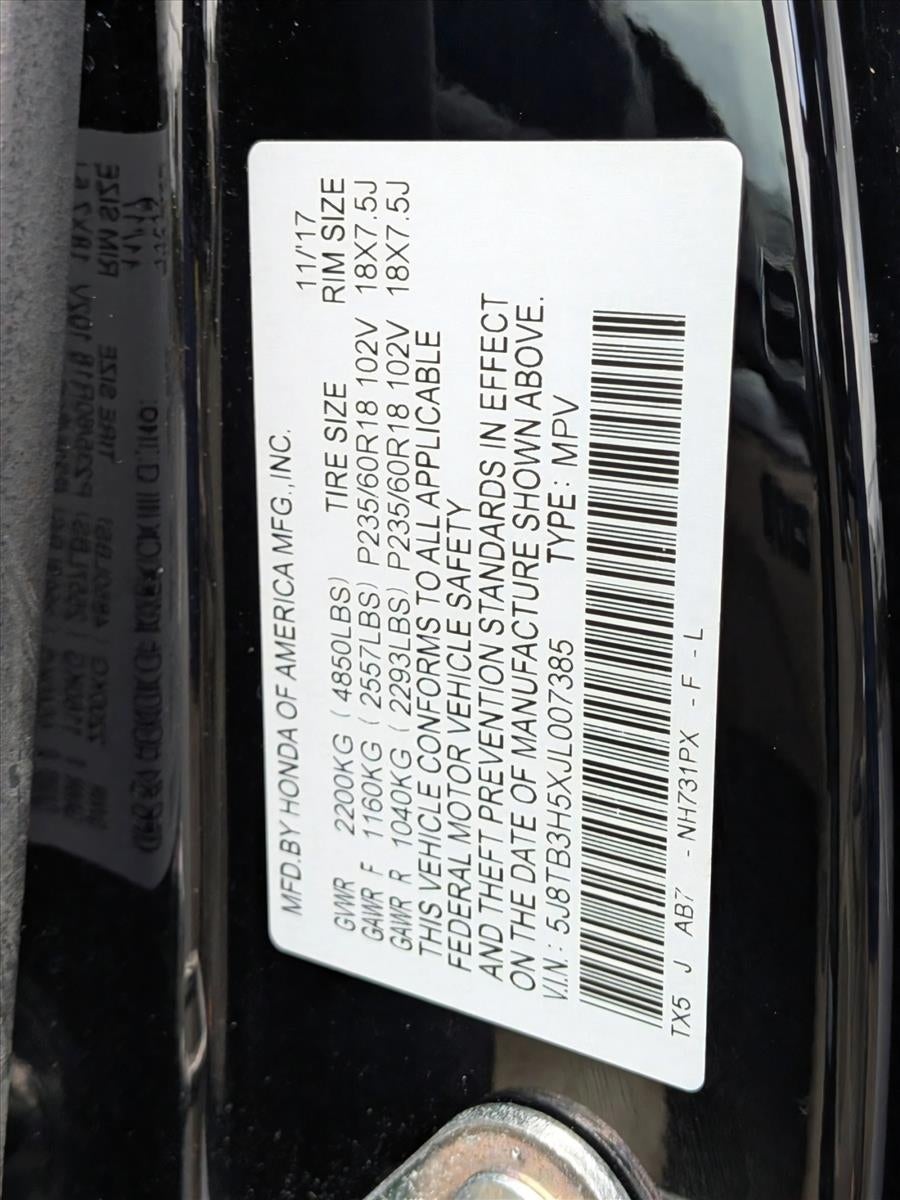 MFD.BY HONDA OF AMERICA MFG.,INC. 11/'17
GVWR 2200KG ( 4850LBS) TIRE SIZE RIM SIZE
GAWR F 1160KG ( 2557LBS) P235/60R18 102V 18X7.5J
GAWR R 1040KG ( 2293LBS) P235/60R18 102V 18X7.5J
THIS VEHICLE CONFORMS TO ALL APPLICABLE
FEDERAL MOTOR VEHICLE SAFETY
AND THEFT PREVENTION STANDARDS IN EFFECT
ON THE DATE OF MANUFACTURE SHOWN ABOVE.
V.I.N.: 5J8TB3H5XJL007385 TYPE: MPV
TX5 J AB7 -NH731PX -F-L